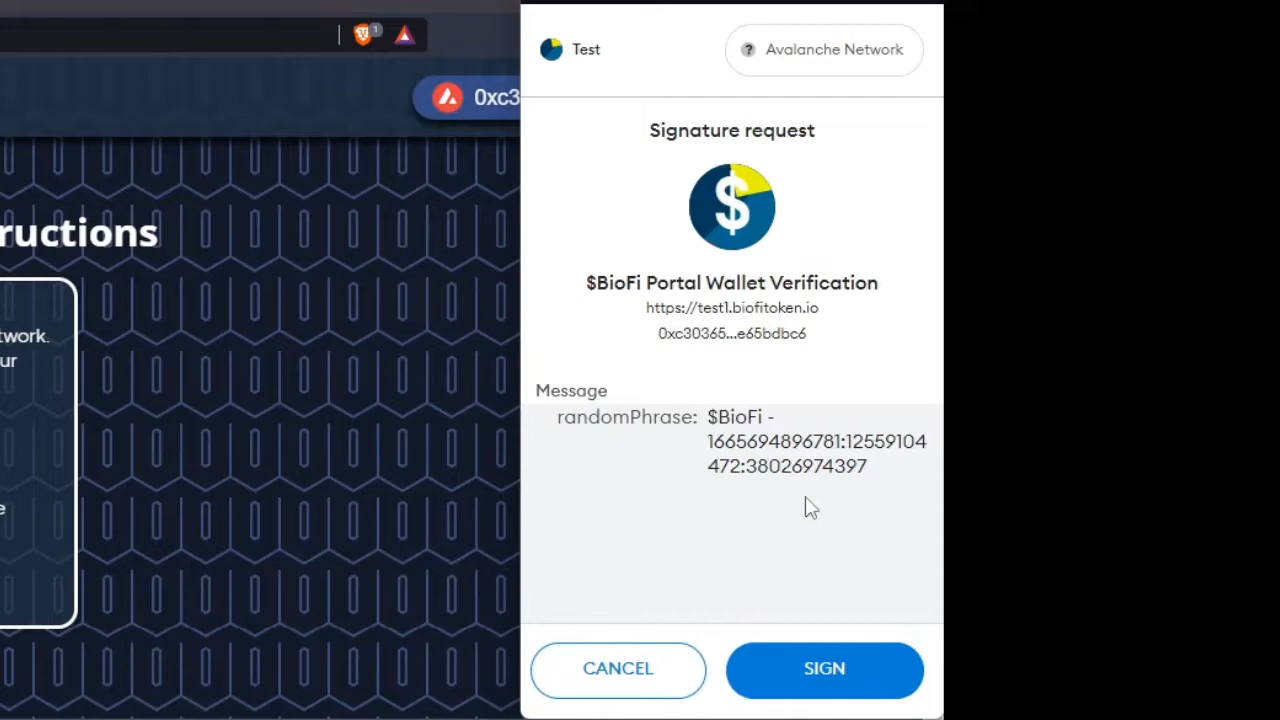 1
Test
? Avalanche Network
0xc3
Signature request
$
ructions
$BioFi Portal Wallet Verification
https://test1.biofitoken.io
0xc30365...e65bdbc6
twork.
ur
Message
randomPhrase: $BioFi -
1665694896781:12559104
472:38026974397
e
CANCEL
SIGN